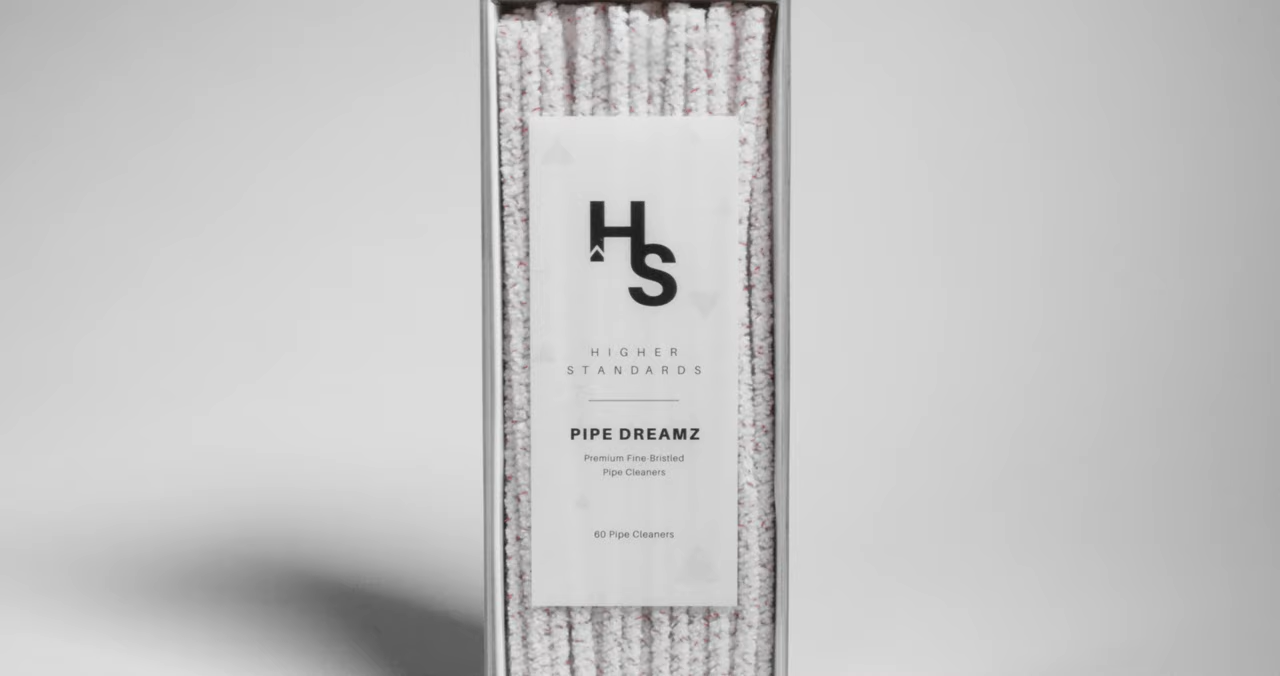 HS
HIGHER
STANDARDS
PIPE DREAMZ
Premium Fine-Bristled
Pipe Cleaners
60 Pipe Cleaners